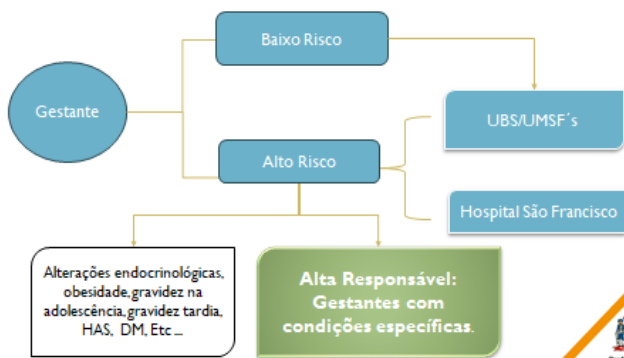 Baixo Risco
Gestante
UBS/UMSF´s
Alto Risco
Hospital São Francisco
Alterações endocrinológicas,
obesidade, gravidez na
adolescência, gravidez tardia,
HAS, DM, Etc ...
Alta Responsável:
Gestantes com
condições específicas.